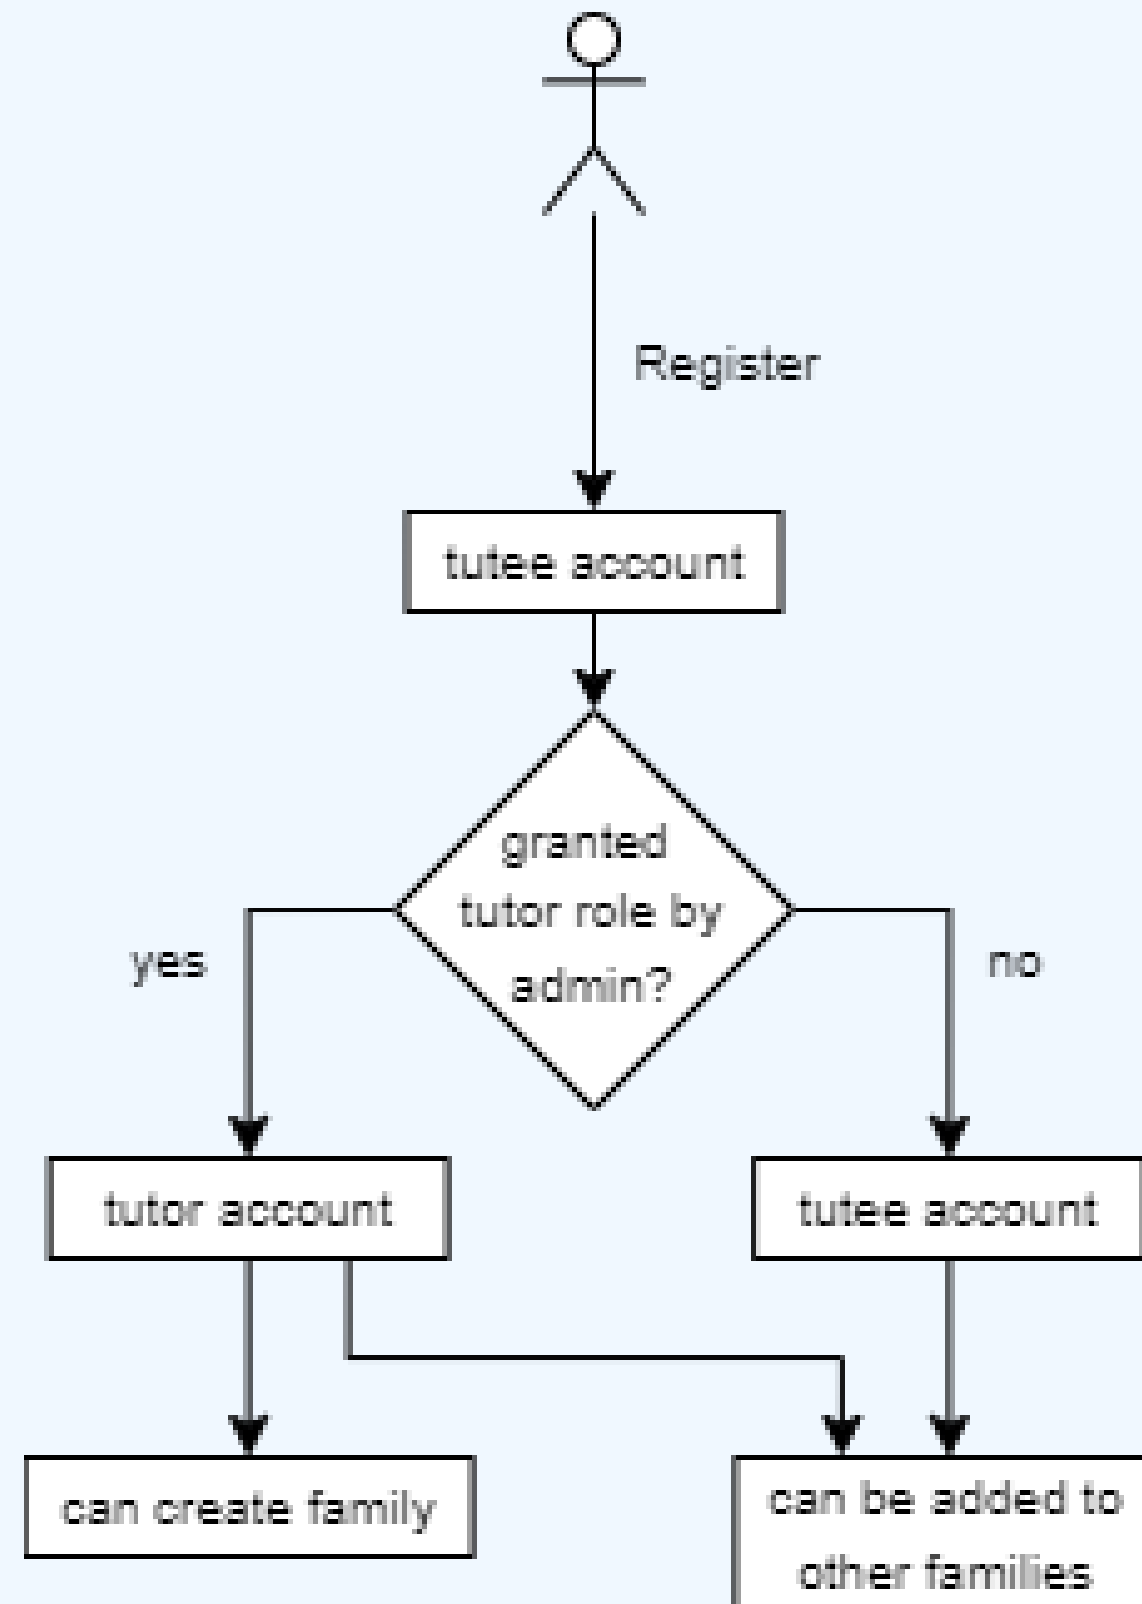 Register
tutee account
granted
tutor role by
admin?
yes
no
tutor account
tutee account
can create family
can be added to
other families